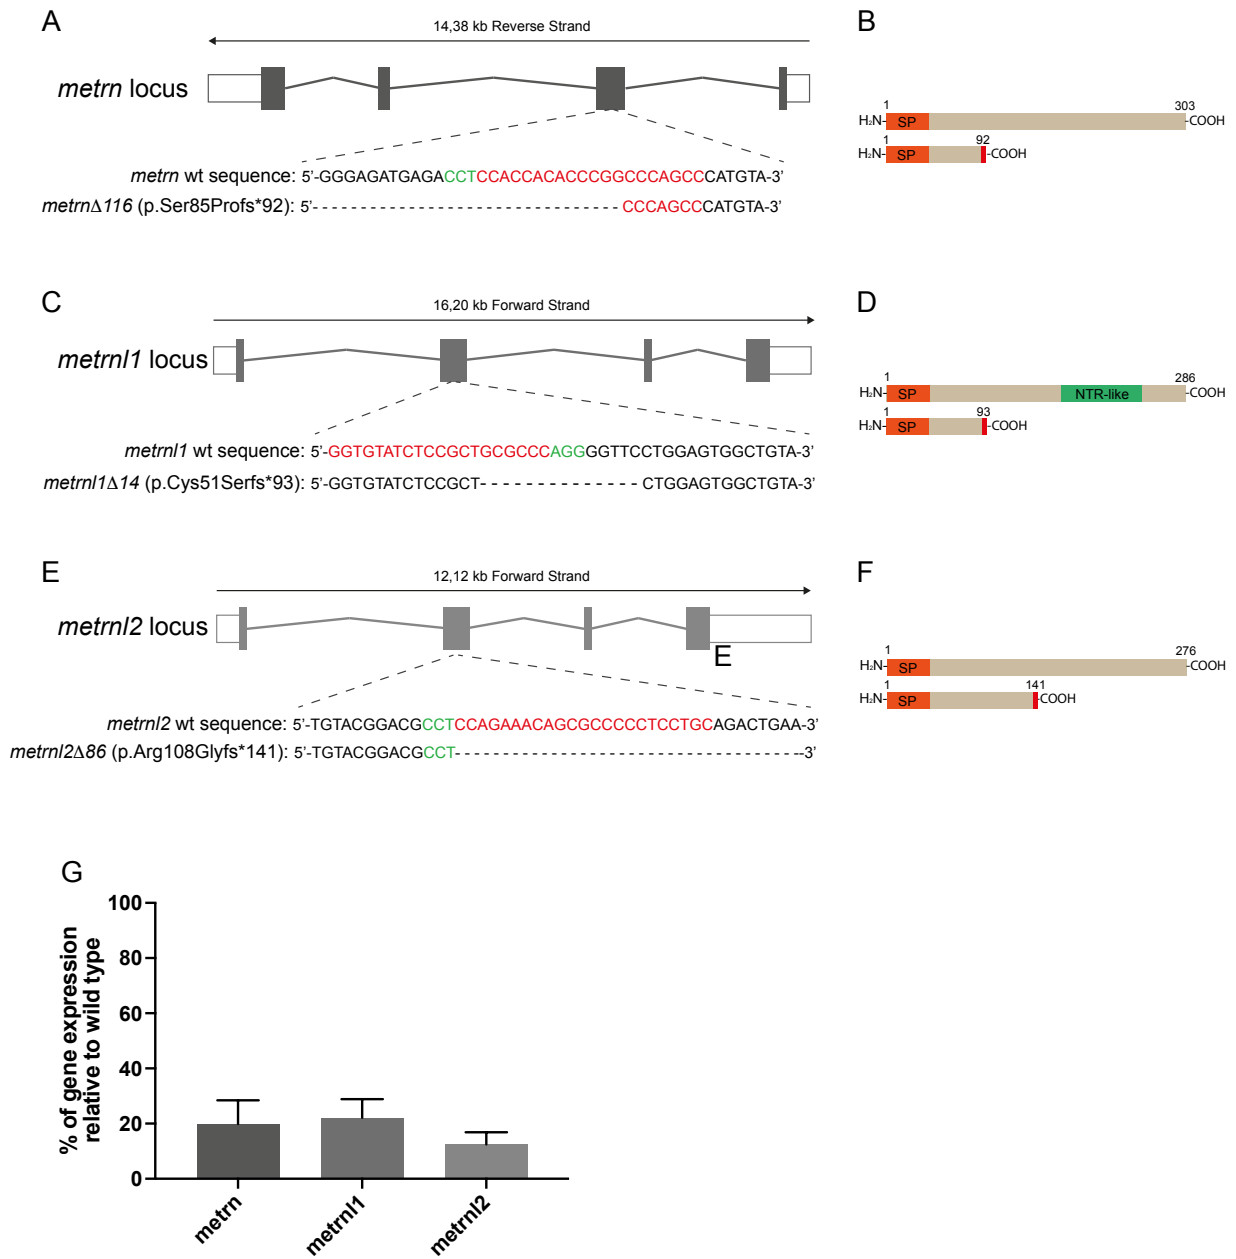 A
14,38 kb Reverse Strand
metrn locus
metrn wt sequence: 5'-GGGAGATGAGACCTCCACCACACCCGGCCCAGCCCATGTA-3'
metrnΔ116 (p.Ser85Profs*92): 5'-----------------------------CCCAGCCCATGTA-3'
B
1 303
H₂N- SP -COOH
1 92
H₂N- SP -COOH
C
16,20 kb Forward Strand
metrnl1 locus
metrnl1 wt sequence: 5'-GGTGTATCTCCGCTGCGCCCAGGGGTTCCTGGAGTGGCTGTA-3'
metrnl1Δ14 (p.Cys51Serfs*93): 5'-GGTGTATCTCCGCT--------------CTGGAGTGGCTGTA-3'
D
1 286
H₂N- SP NTR-like -COOH
1 93
H₂N- SP -COOH
E
12,12 kb Forward Strand
metrnl2 locus
E
metrnl2 wt sequence: 5'-TGTACGGACGCCTCCAGAAACAGCGCCCCCTCCTGCAGACTGAA-3'
metrnl2Δ86 (p.Arg108Glyfs*141): 5'-TGTACGGACGCCT--------------------------------3'
F
1 276
H₂N- SP -COOH
1 141
H₂N- SP -COOH
G
% of gene expression
relative to wild type
100
80
60
40
20
0
metrn
metrnl1
metrnl2